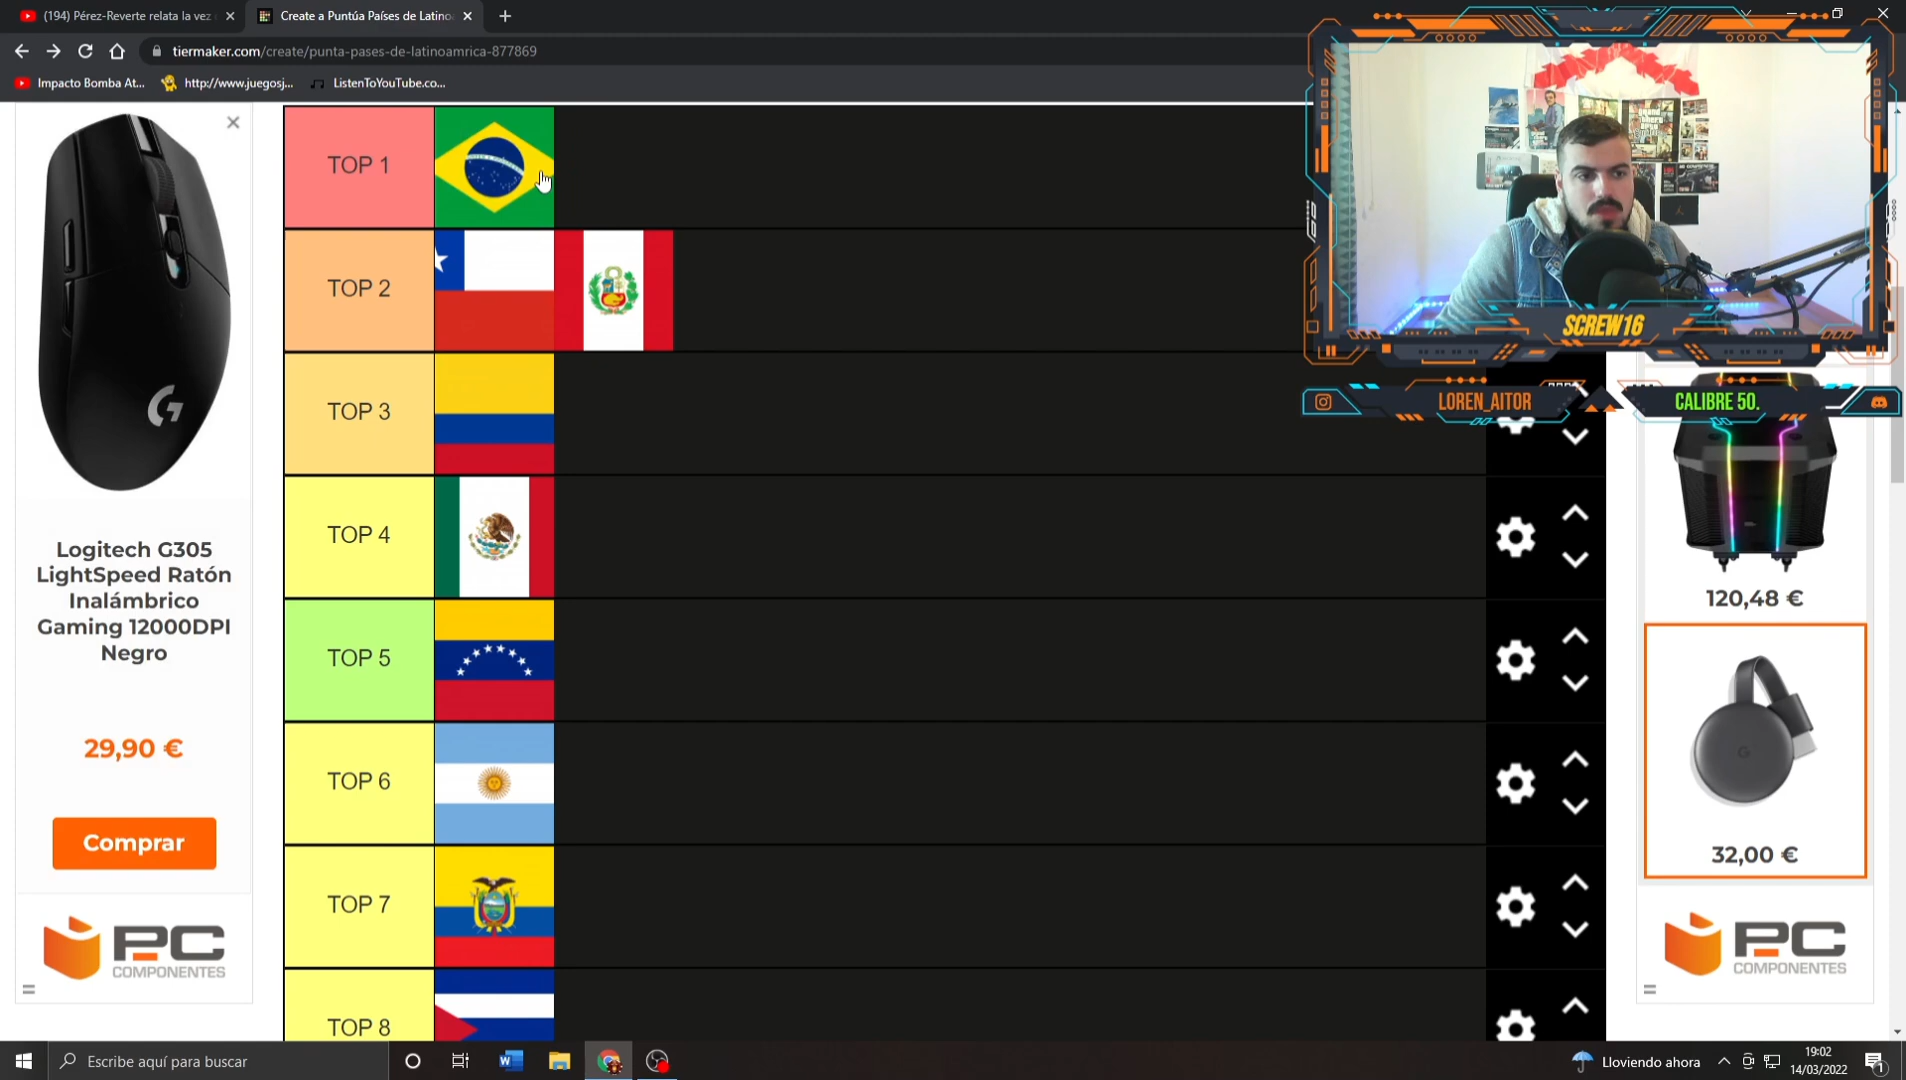 (194) Pérez-Reverte relata la vez
Create a Puntúa Países de Latino
tiermaker.com/create/punta-pases-de-latinoamrica-877869
Impacto Bomba At...
http://www.juegosj...
ListenToYouTube.co...
TOP 1
TOP 2
TOP 3
TOP 4
TOP 5
TOP 6
TOP 7
TOP 8
Logitech G305
LightSpeed Ratón
Inalámbrico
Gaming 12000DPI
Negro
29,90 €
Comprar
PC
COMPONENTES
SCREW16
LOREN_AITOR
CALIBRE 50.
120,48 €
32,00 €
PC
COMPONENTES
Escribe aquí para buscar
Lloviendo ahora
19:02
14/03/2022
1